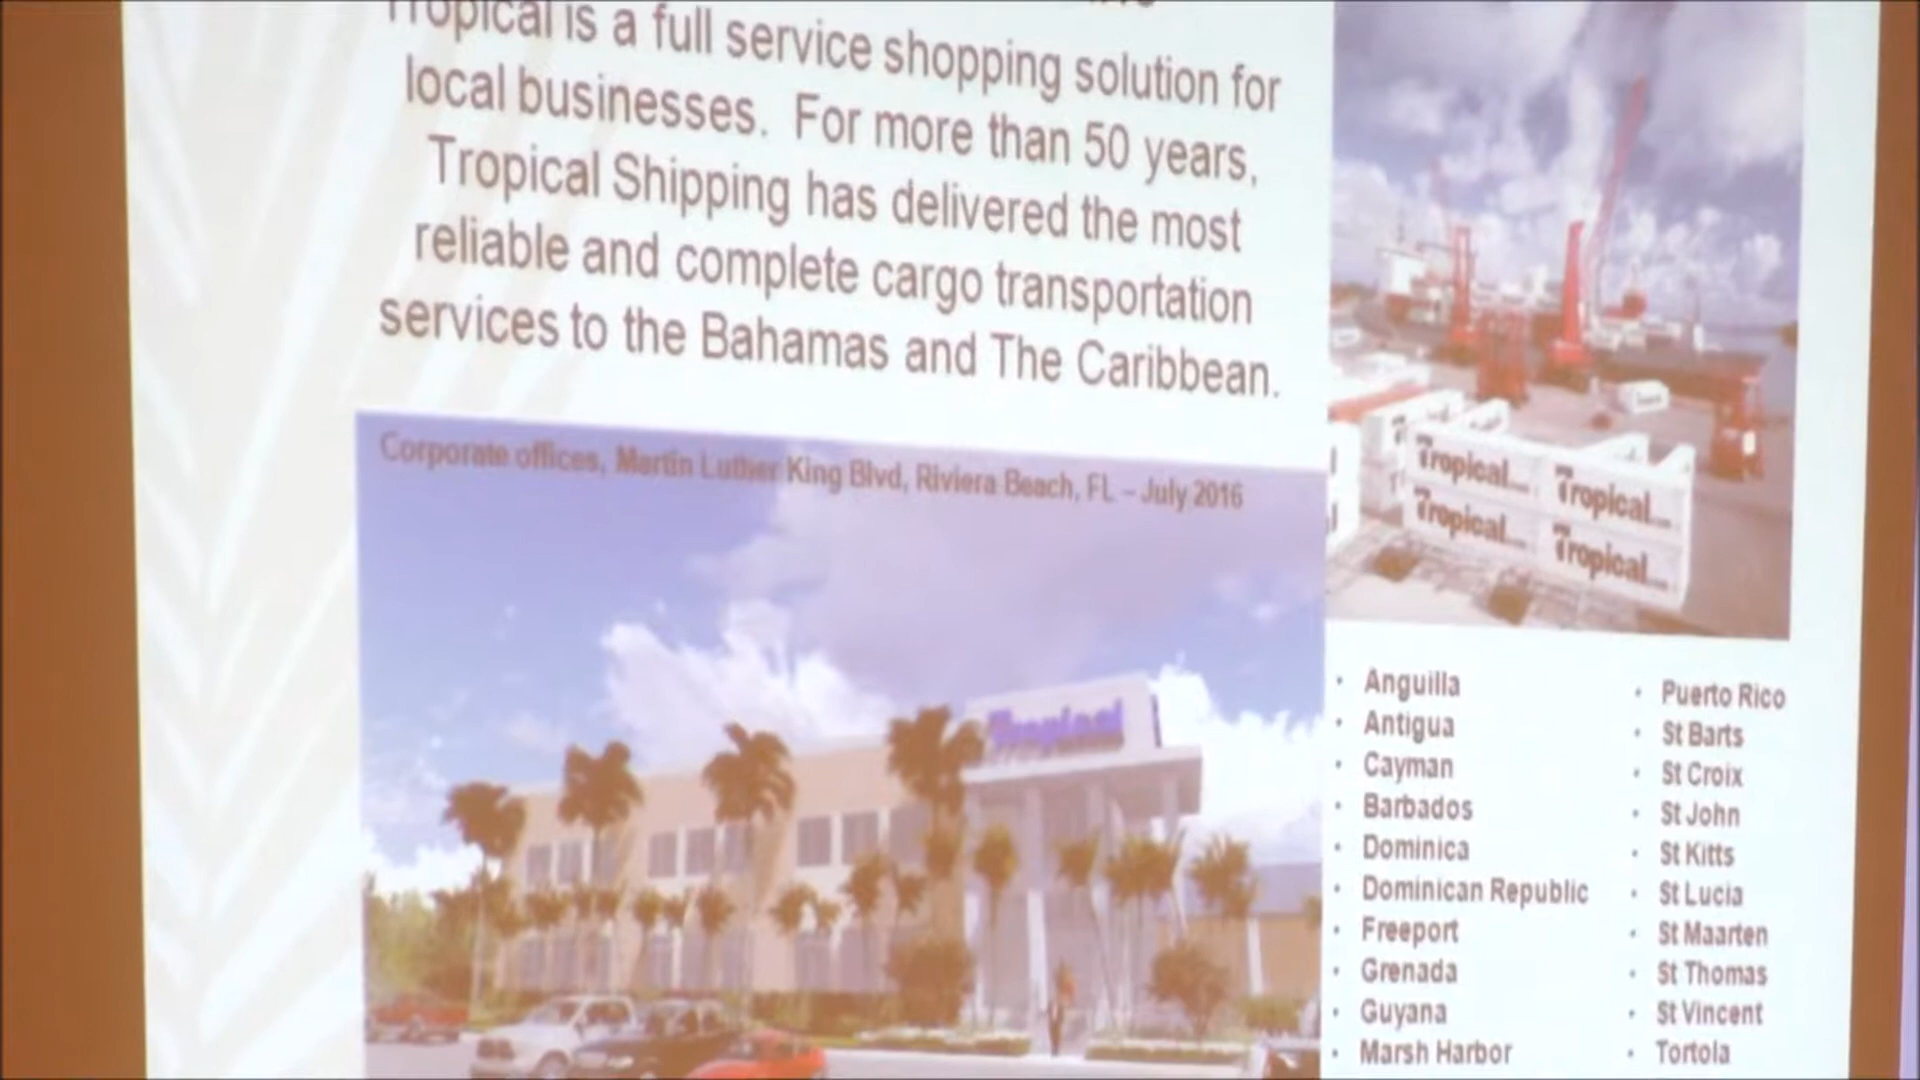 Tropical is a full service shopping solution for
local businesses. For more than 50 years,
Tropical Shipping has delivered the most
reliable and complete cargo transportation
services to the Bahamas and The Caribbean.
Corporate offices, Martin Luther King Blvd, Riviera Beach, FL – July 2016
Tropical Tropical
Tropical Tropical
Tropical
• Anguilla
• Antigua
• Cayman
• Barbados
• Dominica
• Dominican Republic
• Freeport
• Grenada
• Guyana
• Marsh Harbor
• Puerto Rico
• St Barts
• St Croix
• St John
• St Kitts
• St Lucia
• St Maarten
• St Thomas
• St Vincent
• Tortola